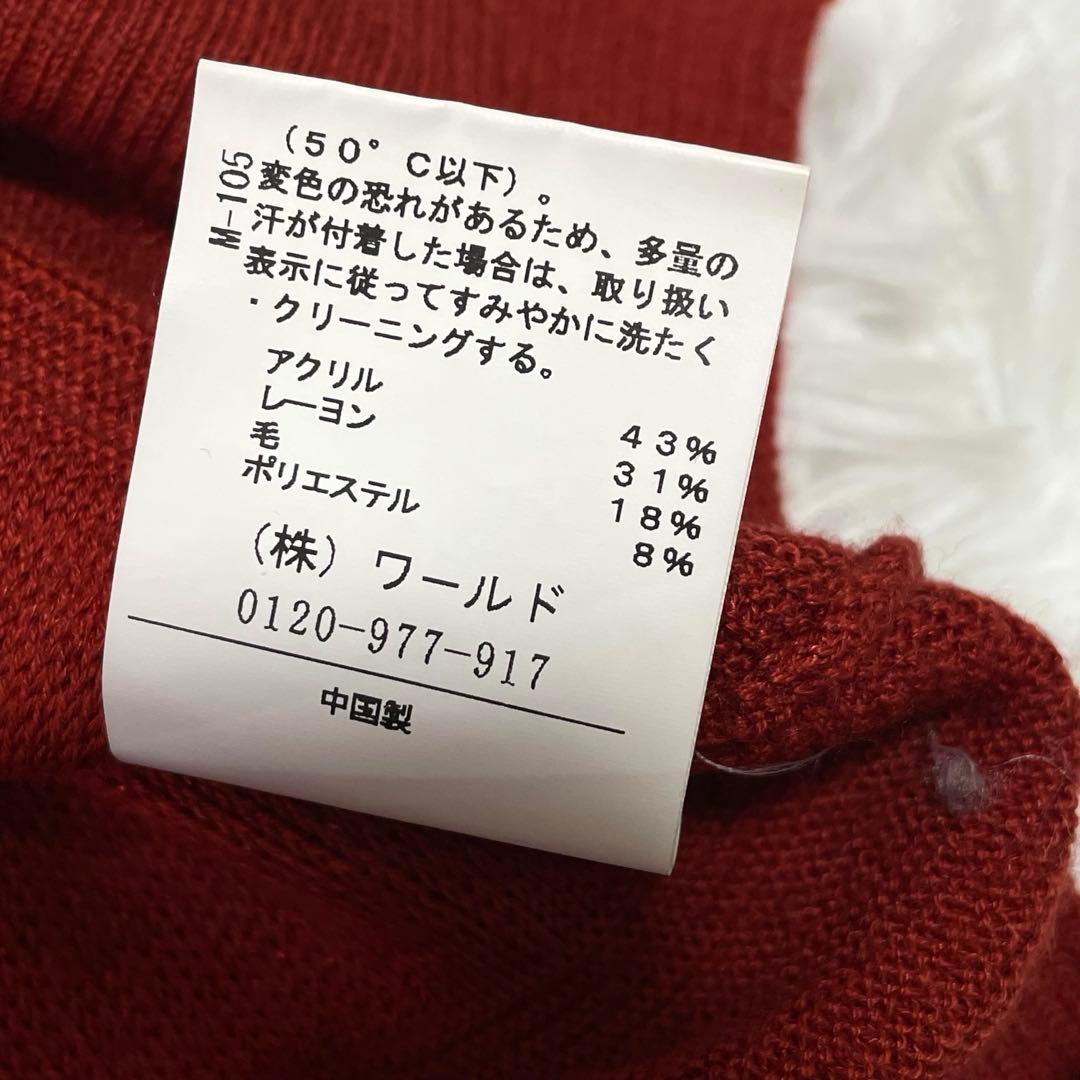 (50°C以下)。
変色の恐れがあるため、多量の
汗が付着した場合は、取り扱い
表示に従ってすみやかに洗たく
・クリーニングする。
M-105
アクリル 43%
レーヨン 31%
毛 18%
ポリエステル 8%
(株)ワールド
0120-977-917
中国製